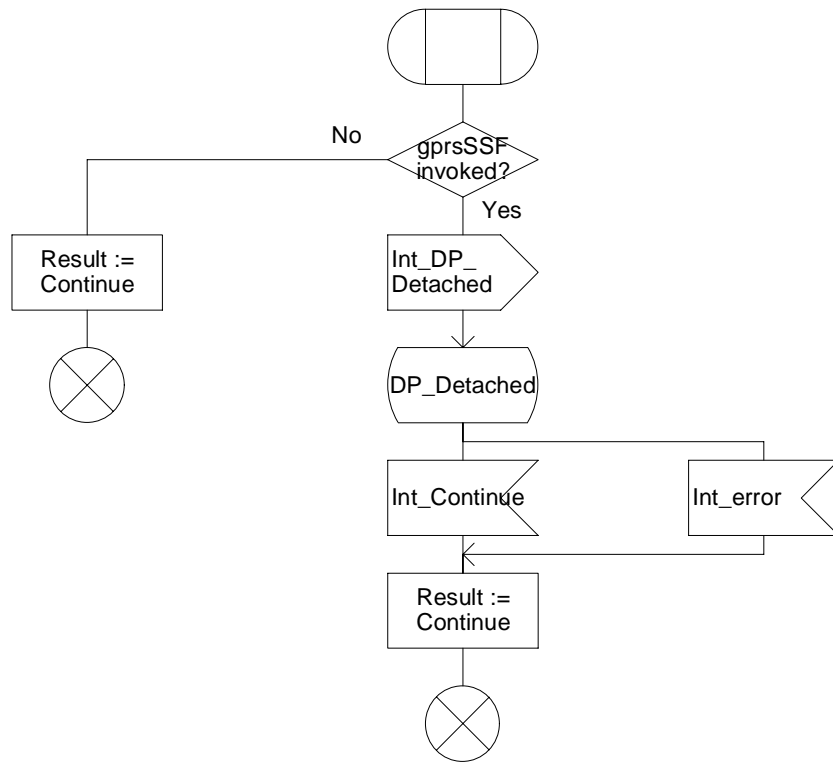 No
gprsSSF
invoked?
Yes
Result :=
Continue
Int_DP_
Detached
DP_Detached
Int_Continue
Int_error
Result :=
Continue